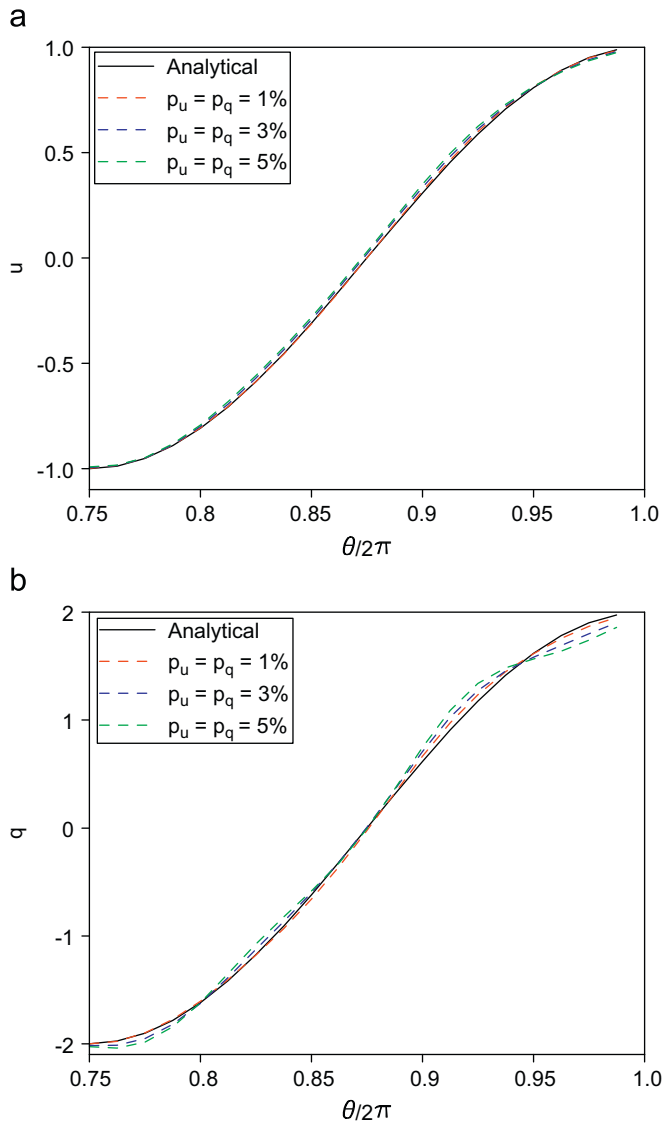 a
1.0
0.5
0.0
-0.5
-1.0
u
Analytical
pu = pq = 1%
pu = pq = 3%
pu = pq = 5%
0.75 0.8 0.85 0.9 0.95 1.0
θ/2π
b
2
1
0
-1
-2
q
Analytical
pu = pq = 1%
pu = pq = 3%
pu = pq = 5%
0.75 0.8 0.85 0.9 0.95 1.0
θ/2π